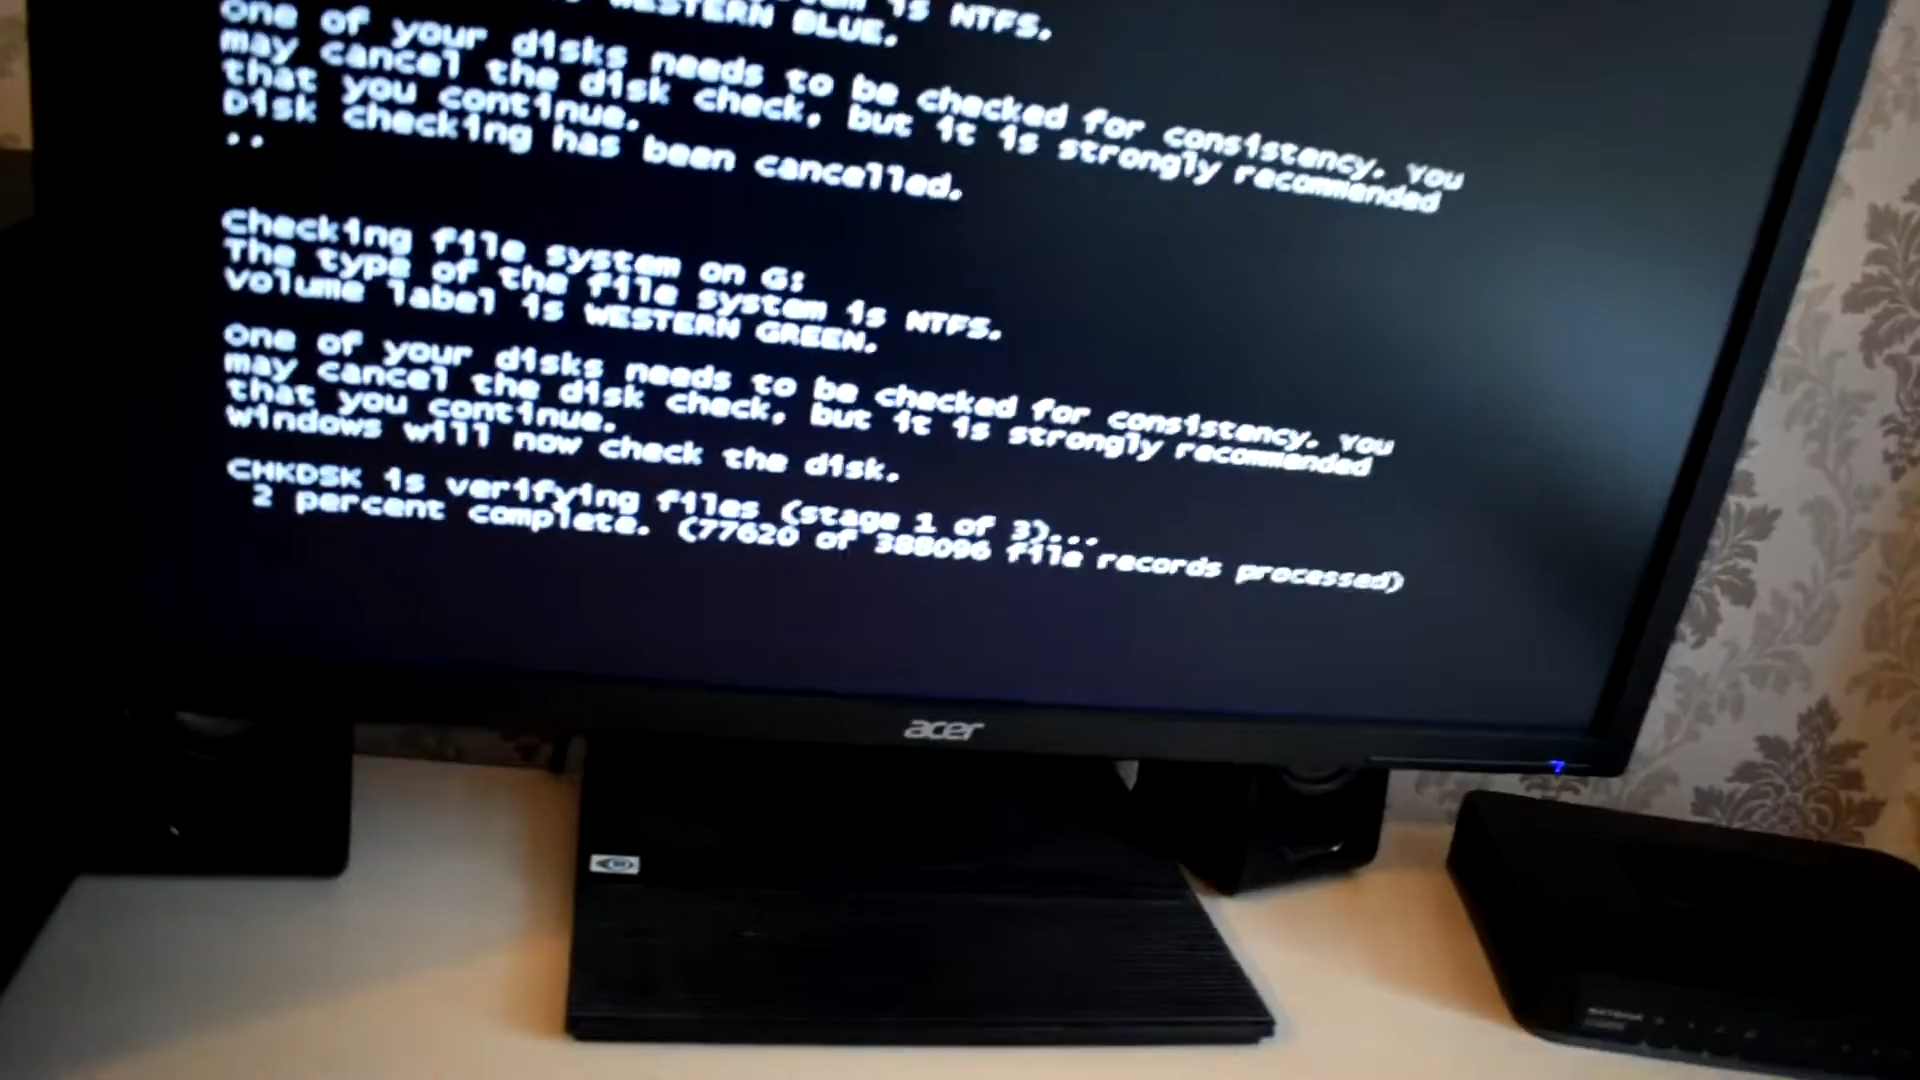 is NTFS.
WESTERN BLUE.
One of your disks needs to be checked for consistency. You
may cancel the disk check, but it is strongly recommended
that you continue.
Disk checking has been cancelled.
..
Checking file system on G:
The type of the file system is NTFS.
Volume label is WESTERN GREEN.
One of your disks needs to be checked for consistency. You
may cancel the disk check, but it is strongly recommended
that you continue.
Windows will now check the disk.
CHKDSK is verifying files (stage 1 of 3)...
2 percent complete. (77620 of 388096 file records processed)
acer